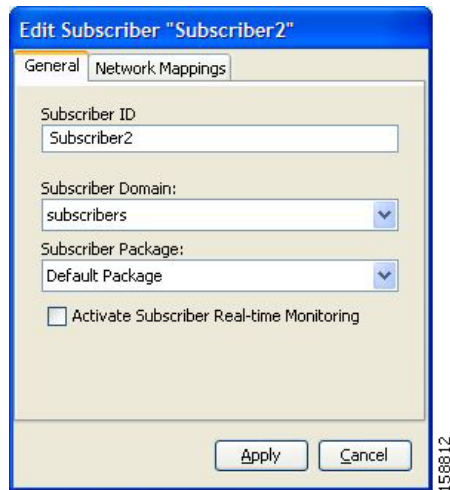 Edit Subscriber "Subscriber2"
General Network Mappings
Subscriber ID
Subscriber2
Subscriber Domain:
subscribers
Subscriber Package:
Default Package
Activate Subscriber Real-time Monitoring
Apply Cancel
158812